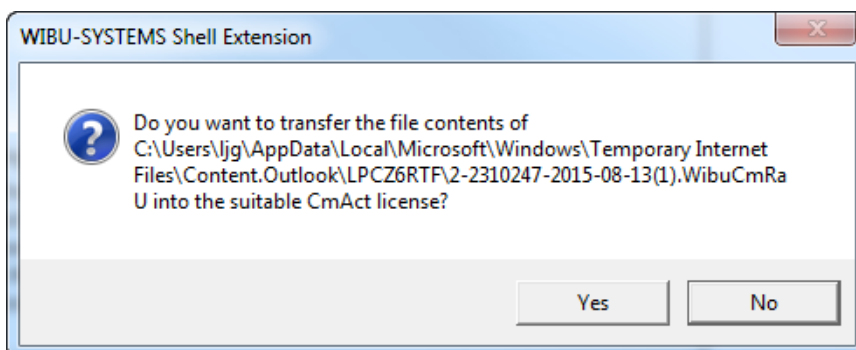 WIBU-SYSTEMS Shell Extension
Do you want to transfer the file contents of
C:\Users\ljg\AppData\Local\Microsoft\Windows\Temporary Internet
Files\Content.Outlook\LPCZ6RTF\2-2310247-2015-08-13(1).WibuCmRa
U into the suitable CmAct license?
Yes No